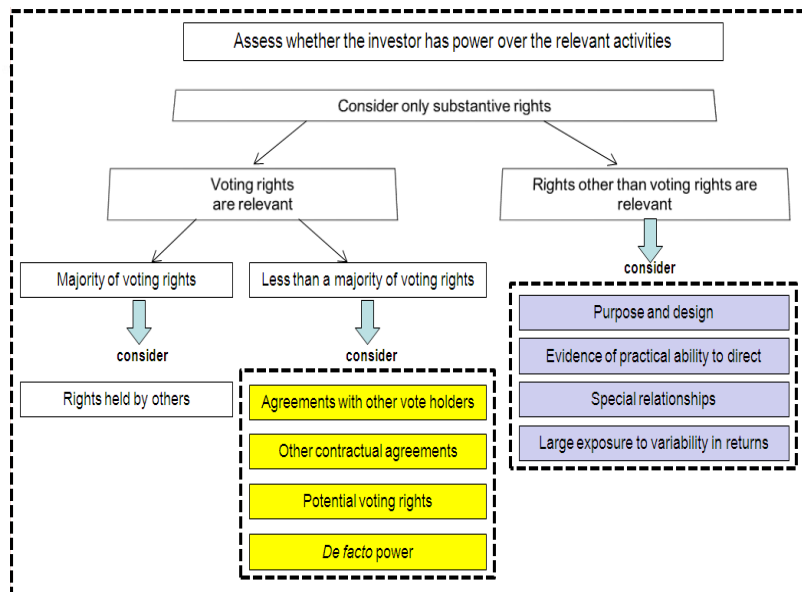 Assess whether the investor has power over the relevant activities
Consider only substantive rights
Voting rights
are relevant
Rights other than voting rights are
relevant
Majority of voting rights
Less than a majority of voting rights
consider
consider
consider
Rights held by others
Agreements with other vote holders
Other contractual agreements
Potential voting rights
De facto power
Purpose and design
Evidence of practical ability to direct
Special relationships
Large exposure to variability in returns